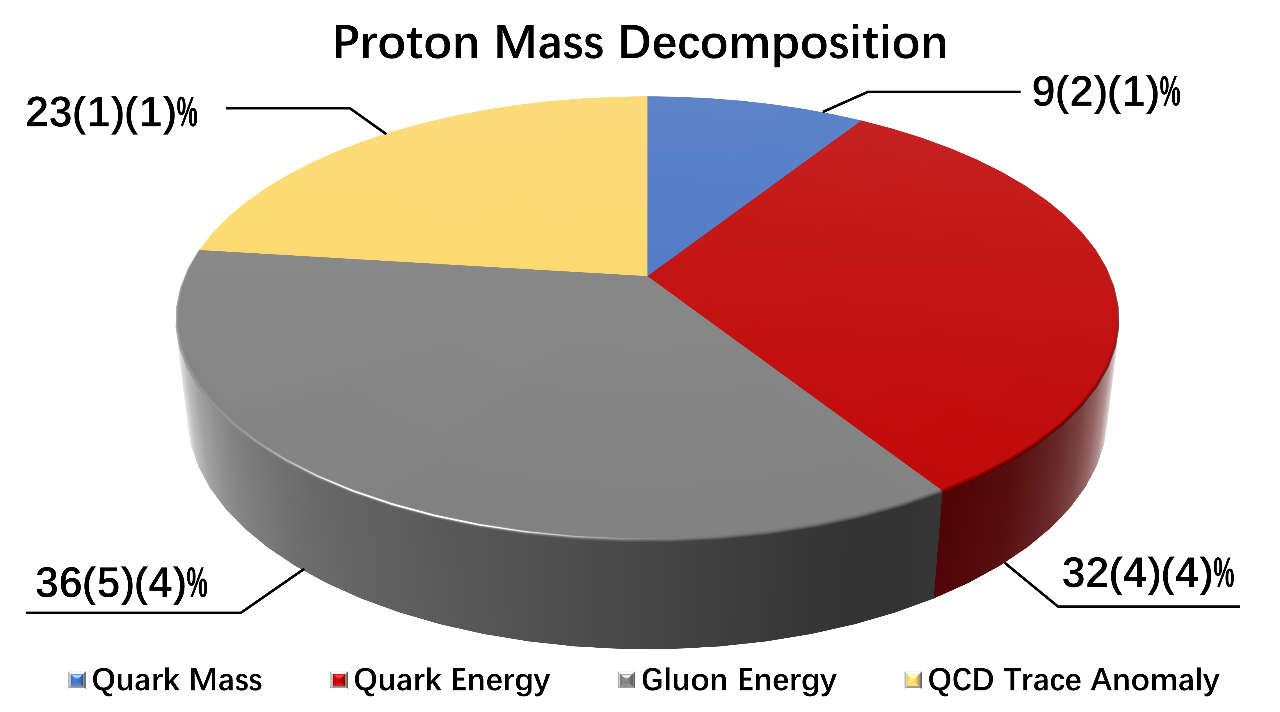 Proton Mass Decomposition
23(1)(1)%
9(2)(1)%
36(5)(4)%
32(4)(4)%
Quark Mass
Quark Energy
Gluon Energy
QCD Trace Anomaly